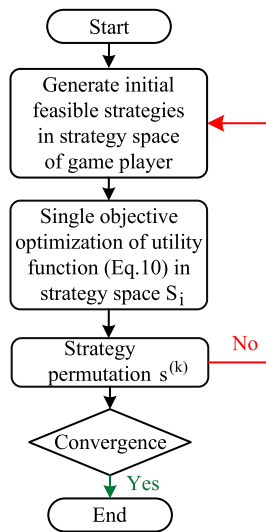 Start
Generate initial
feasible strategies
in strategy space
of game player
Single objective
optimization of utility
function (Eq.10) in
strategy space Sᵢ
Strategy
permutation s⁽ᵏ⁾
No
Convergence
Yes
End